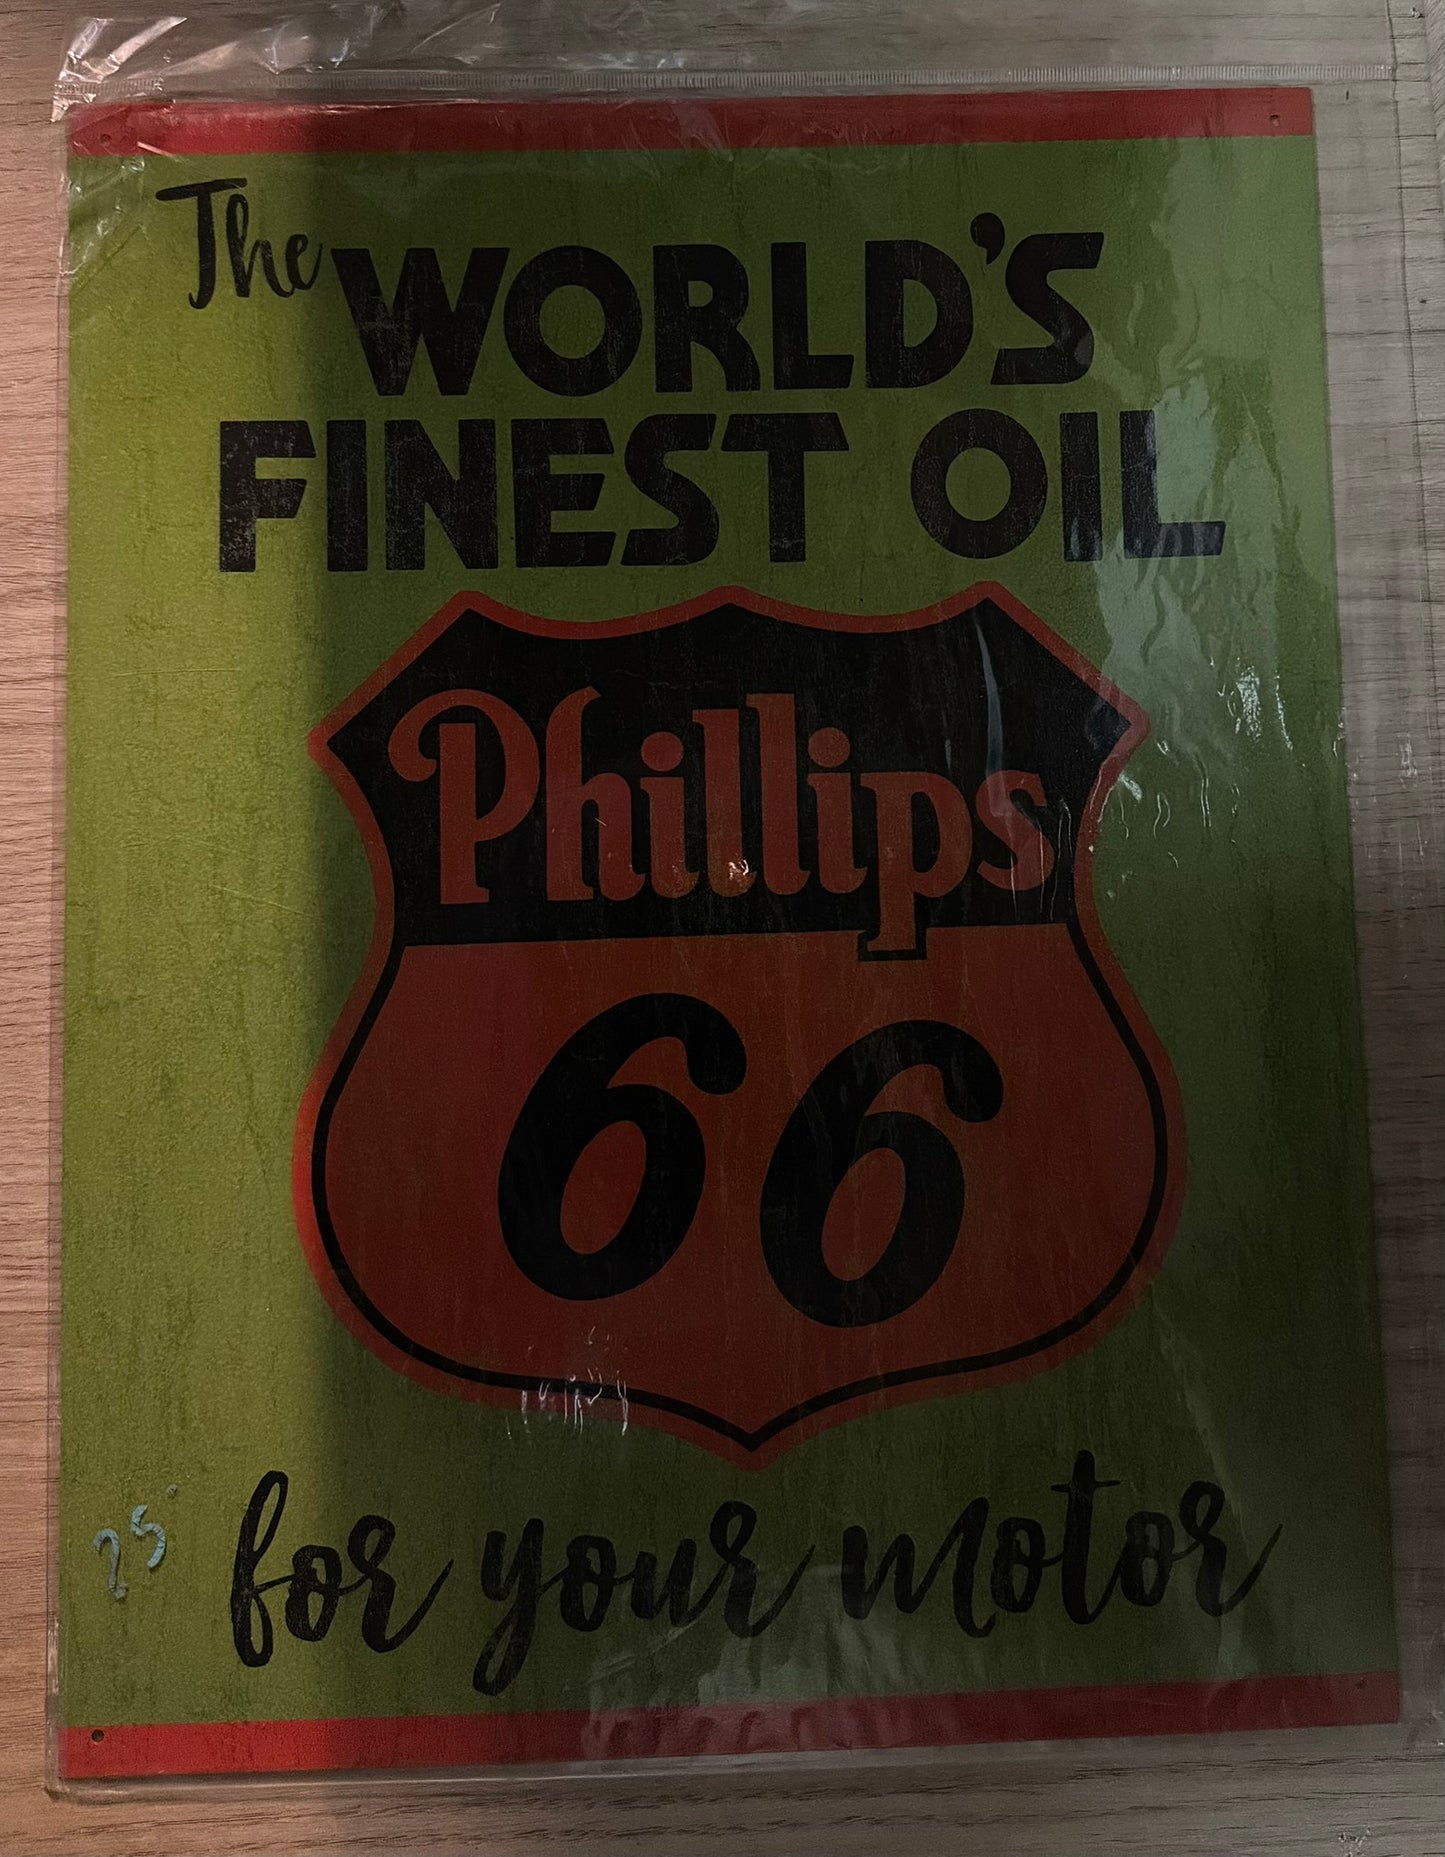 The WORLD'S
FINEST OIL
Phillips
66
for your motor
25